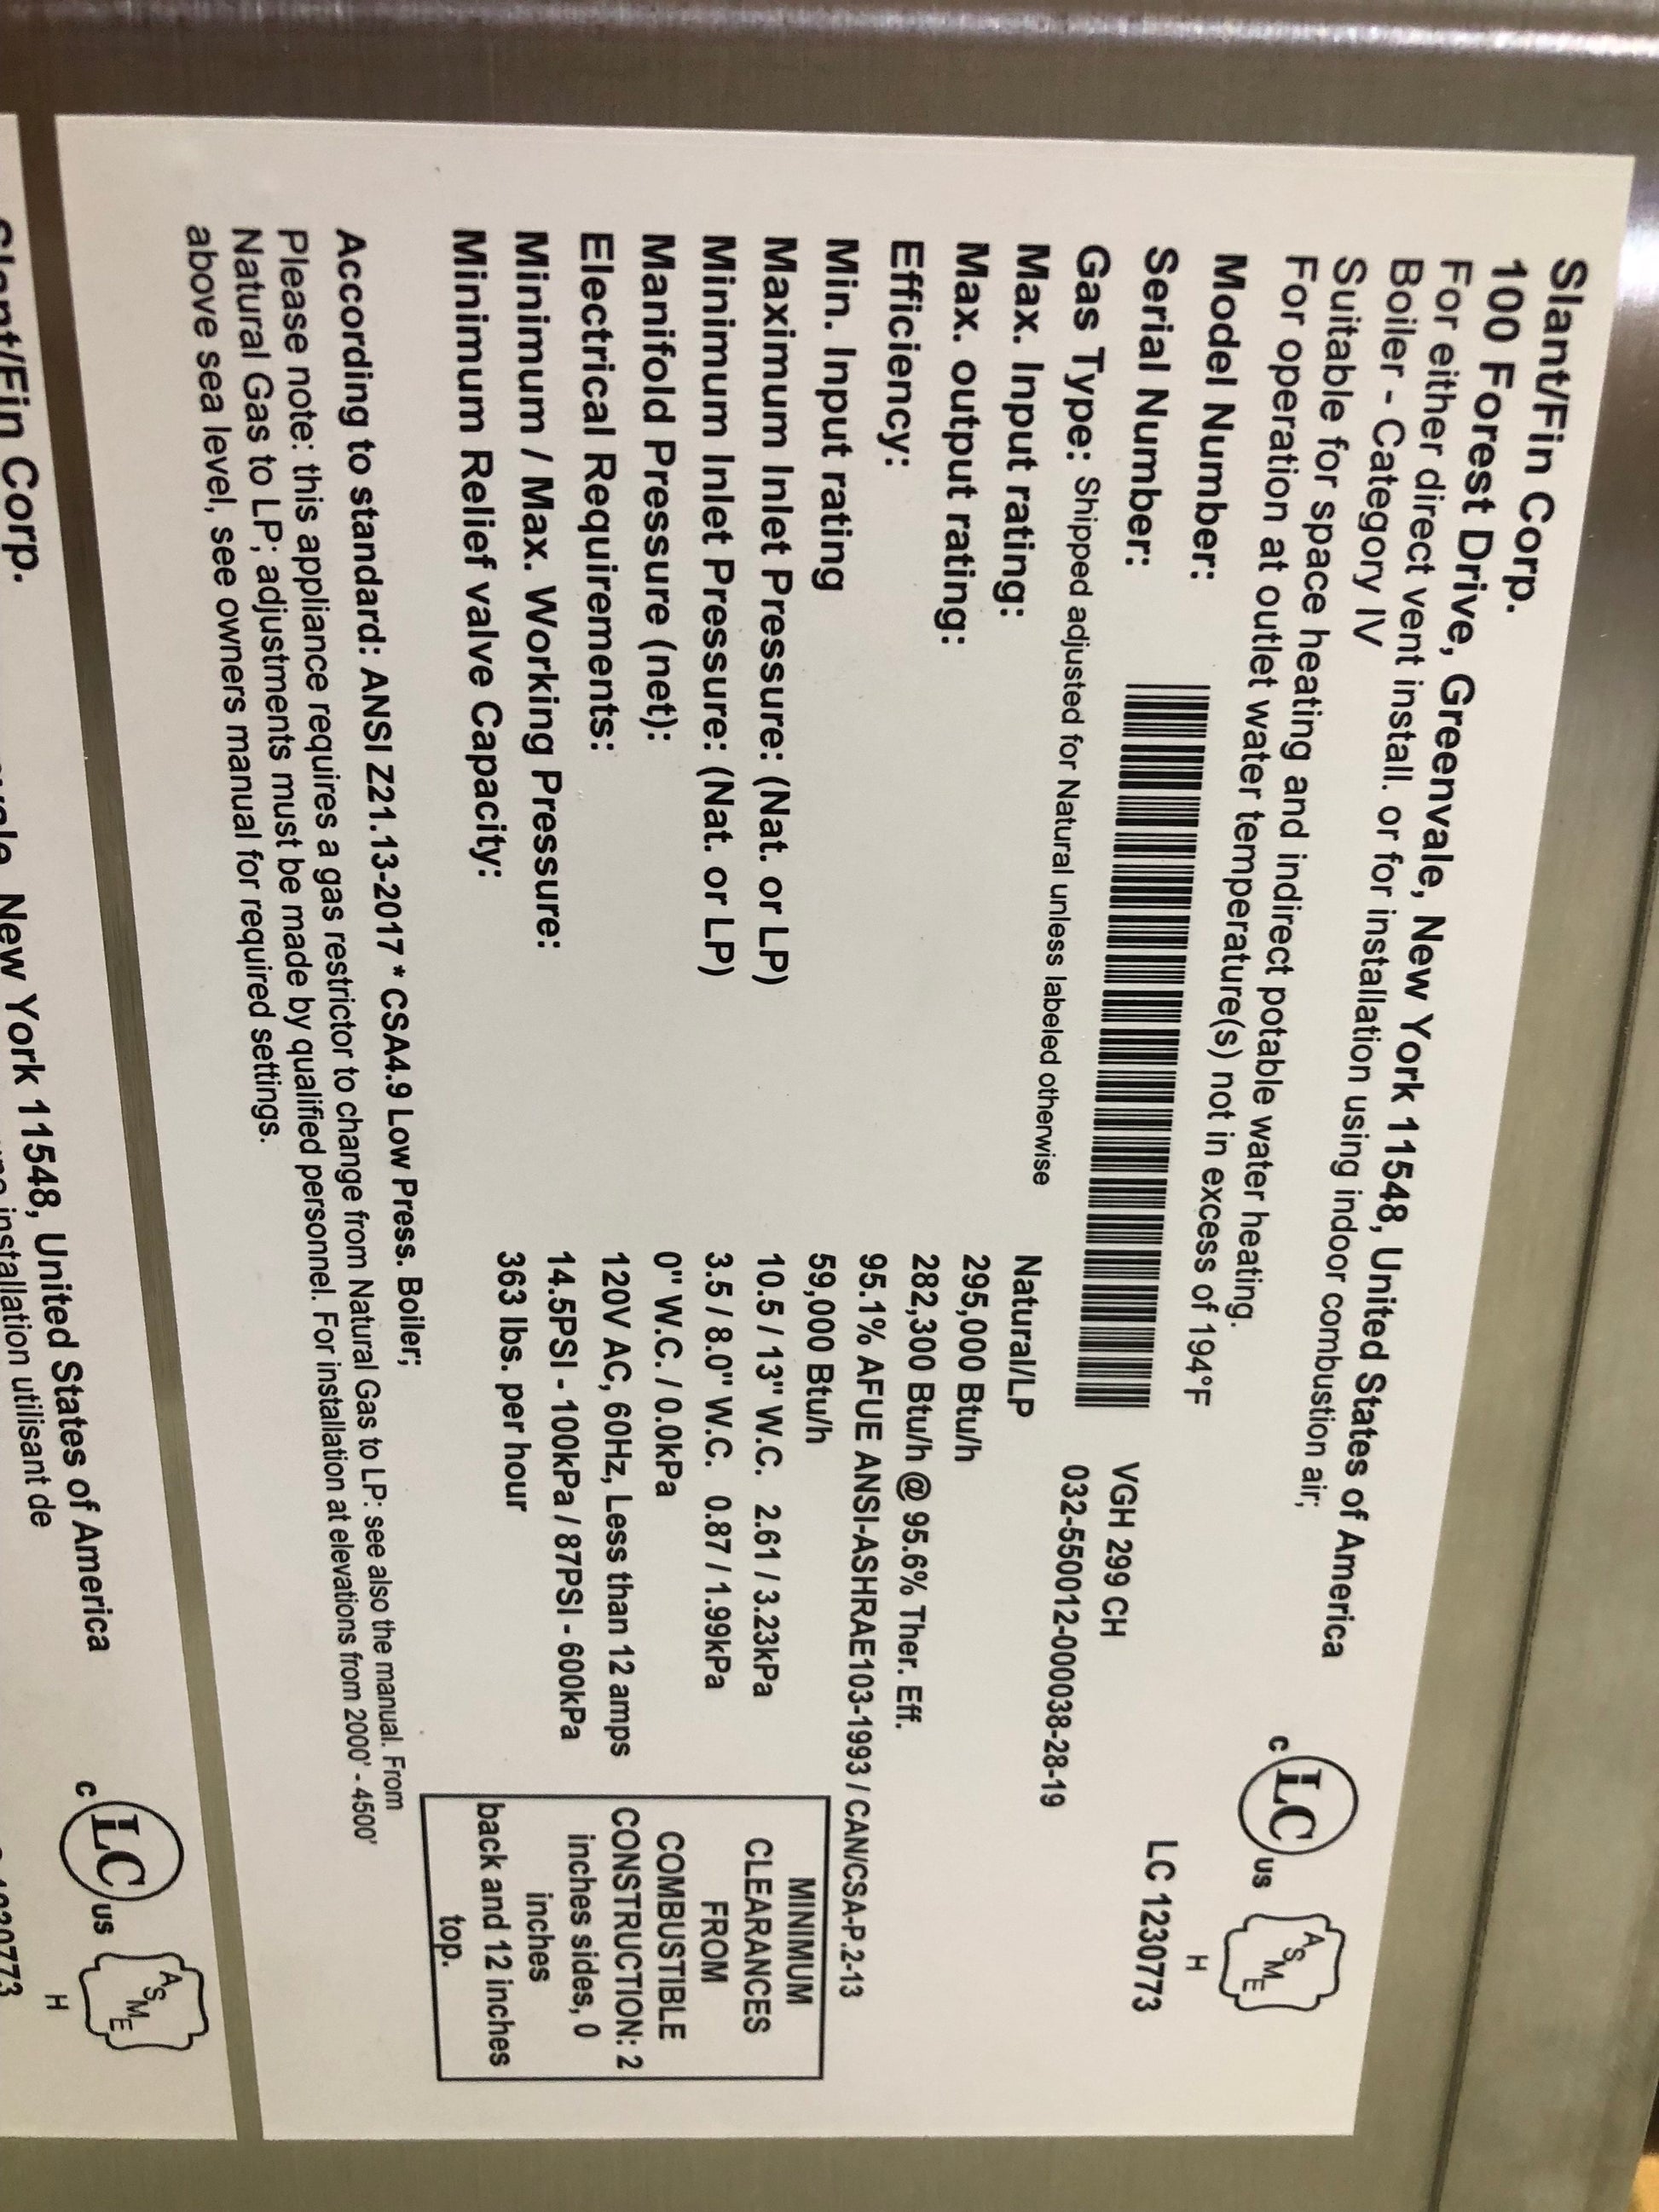 Slant/Fin Corp.
100 Forest Drive, Greenvale, New York 11548, United States of America
For either direct vent install. or for installation using indoor combustion air;
Boiler - Category IV
Suitable for space heating and indirect potable water heating.
For operation at outlet water temperature(s) not in excess of 194°F
c LC us
A S M E
H
LC 1230773
Model Number: VGH 299 CH
Serial Number: 032-550012-000038-28-19
Gas Type: Shipped adjusted for Natural unless labeled otherwise Natural/LP
Max. Input rating: 295,000 Btu/h
Max. output rating: 282,300 Btu/h @ 95.6% Ther. Eff.
Efficiency: 95.1% AFUE ANSI-ASHRAE103-1993 / CAN/CSA-P.2-13
Min. Input rating 59,000 Btu/h
Maximum Inlet Pressure: (Nat. or LP) 10.5 / 13" W.C. 2.61 / 3.23kPa
Minimum Inlet Pressure: (Nat. or LP) 3.5 / 8.0" W.C. 0.87 / 1.99kPa
Manifold Pressure (net): 0" W.C. / 0.0kPa
Electrical Requirements: 120V AC, 60Hz, Less than 12 amps
Minimum / Max. Working Pressure: 14.5PSI - 100kPa / 87PSI - 600kPa
Minimum Relief valve Capacity: 363 lbs. per hour
MINIMUM
CLEARANCES
FROM
COMBUSTIBLE
CONSTRUCTION: 2
inches sides, 0
inches
back and 12 inches
top.
According to standard: ANSI Z21.13-2017 * CSA4.9 Low Press. Boiler;
Please note: this appliance requires a gas restrictor to change from Natural Gas to LP: see also the manual. From
Natural Gas to LP; adjustments must be made by qualified personnel. For installation at elevations from 2000' - 4500'
above sea level, see owners manual for required settings.
Slant/Fin Corp.
New York 11548, United States of America
installation utilisant de
c LC us
A S M E
H